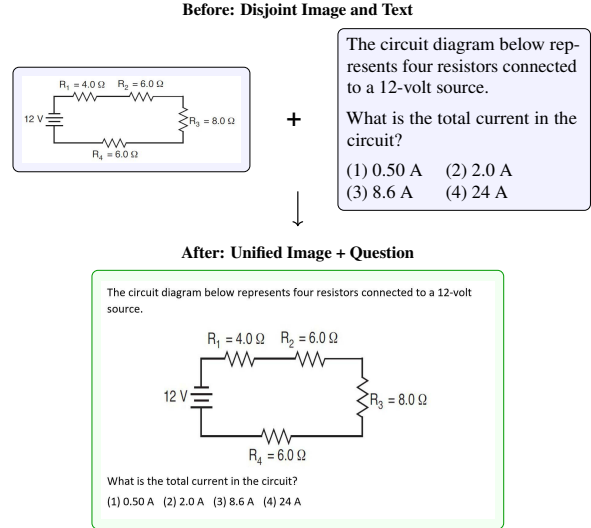 Before: Disjoint Image and Text
R₁ = 4.0 Ω R₂ = 6.0 Ω
12 V
R₃ = 8.0 Ω
R₄ = 6.0 Ω
+
The circuit diagram below rep-
resents four resistors connected
to a 12-volt source.
What is the total current in the
circuit?
(1) 0.50 A (2) 2.0 A
(3) 8.6 A (4) 24 A
After: Unified Image + Question
The circuit diagram below represents four resistors connected to a 12-volt
source.
R₁ = 4.0 Ω R₂ = 6.0 Ω
12 V
R₃ = 8.0 Ω
R₄ = 6.0 Ω
What is the total current in the circuit?
(1) 0.50 A (2) 2.0 A (3) 8.6 A (4) 24 A